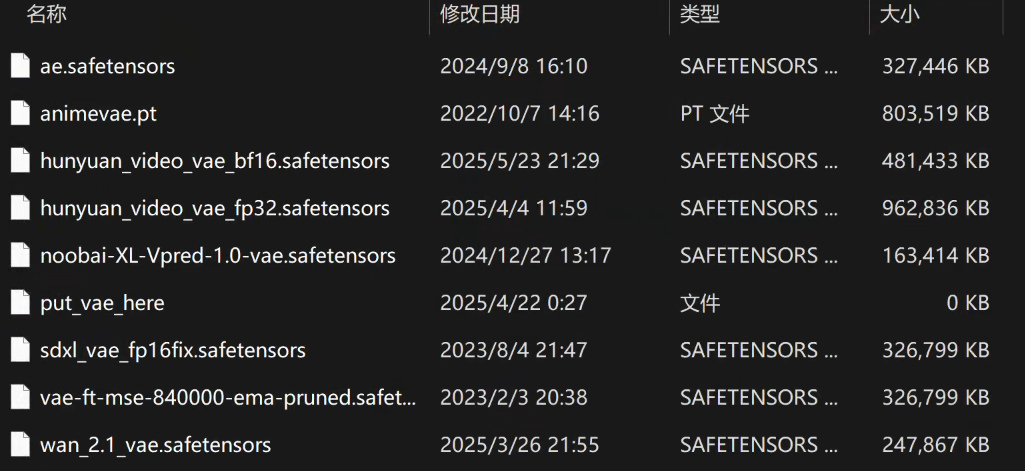 名称 修改日期 类型 大小
ae.safetensors 2024/9/8 16:10 SAFETENSORS ... 327,446 KB
animevae.pt 2022/10/7 14:16 PT 文件 803,519 KB
hunyuan_video_vae_bf16.safetensors 2025/5/23 21:29 SAFETENSORS ... 481,433 KB
hunyuan_video_vae_fp32.safetensors 2025/4/4 11:59 SAFETENSORS ... 962,836 KB
noobai-XL-Vpred-1.0-vae.safetensors 2024/12/27 13:17 SAFETENSORS ... 163,414 KB
put_vae_here 2025/4/22 0:27 文件 0 KB
sdxl_vae_fp16fix.safetensors 2023/8/4 21:47 SAFETENSORS ... 326,799 KB
vae-ft-mse-840000-ema-pruned.safet... 2023/2/3 20:38 SAFETENSORS ... 326,799 KB
wan_2.1_vae.safetensors 2025/3/26 21:55 SAFETENSORS ... 247,867 KB